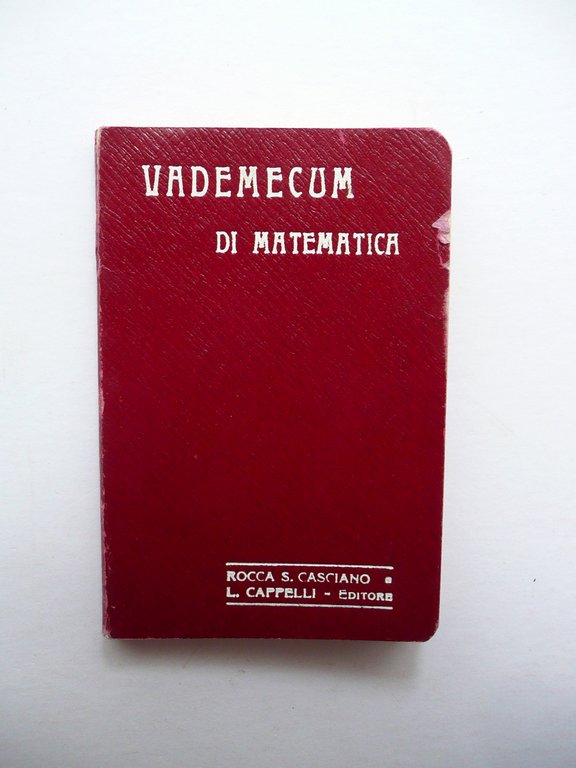 VADEMECUM
DI MATEMATICA
ROCCA S. CASCIANO
L. CAPPELLI - EDITORE